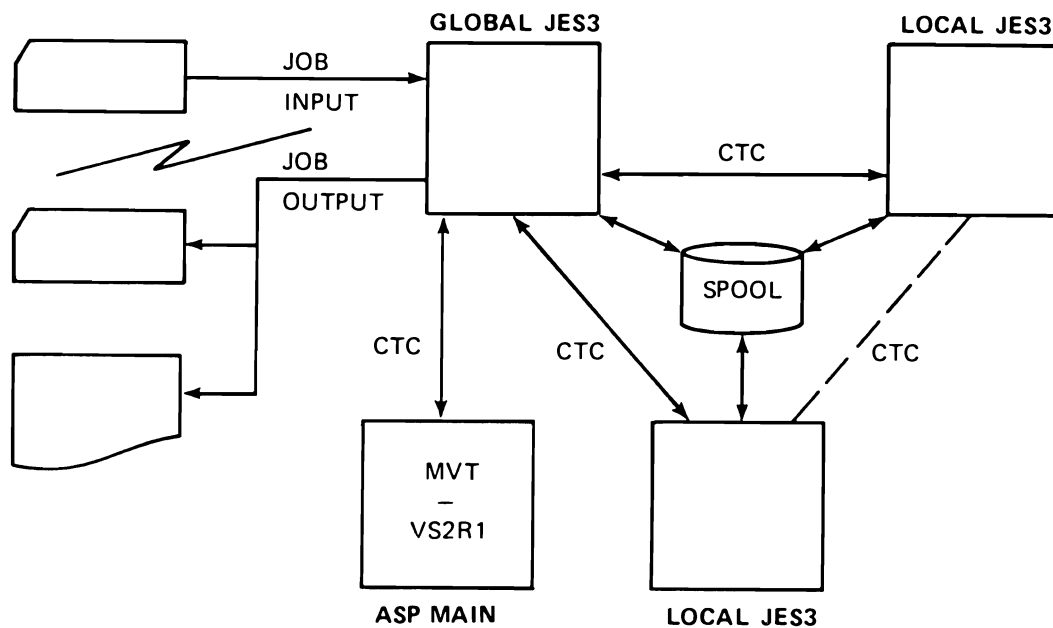 GLOBAL JES3
LOCAL JES3
JOB
INPUT
JOB
OUTPUT
CTC
SPOOL
CTC
CTC
CTC
MVT
–
VS2R1
ASP MAIN
LOCAL JES3